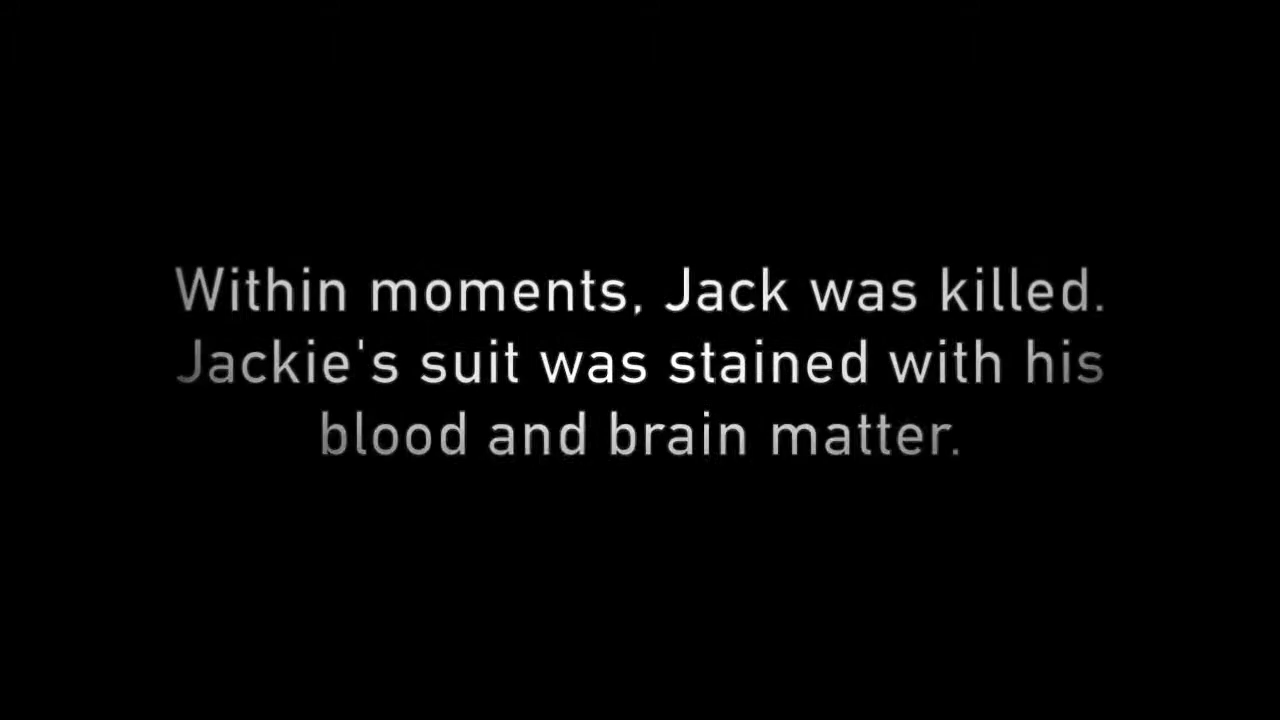 Within moments, Jack was killed.
Jackie's suit was stained with his
blood and brain matter.